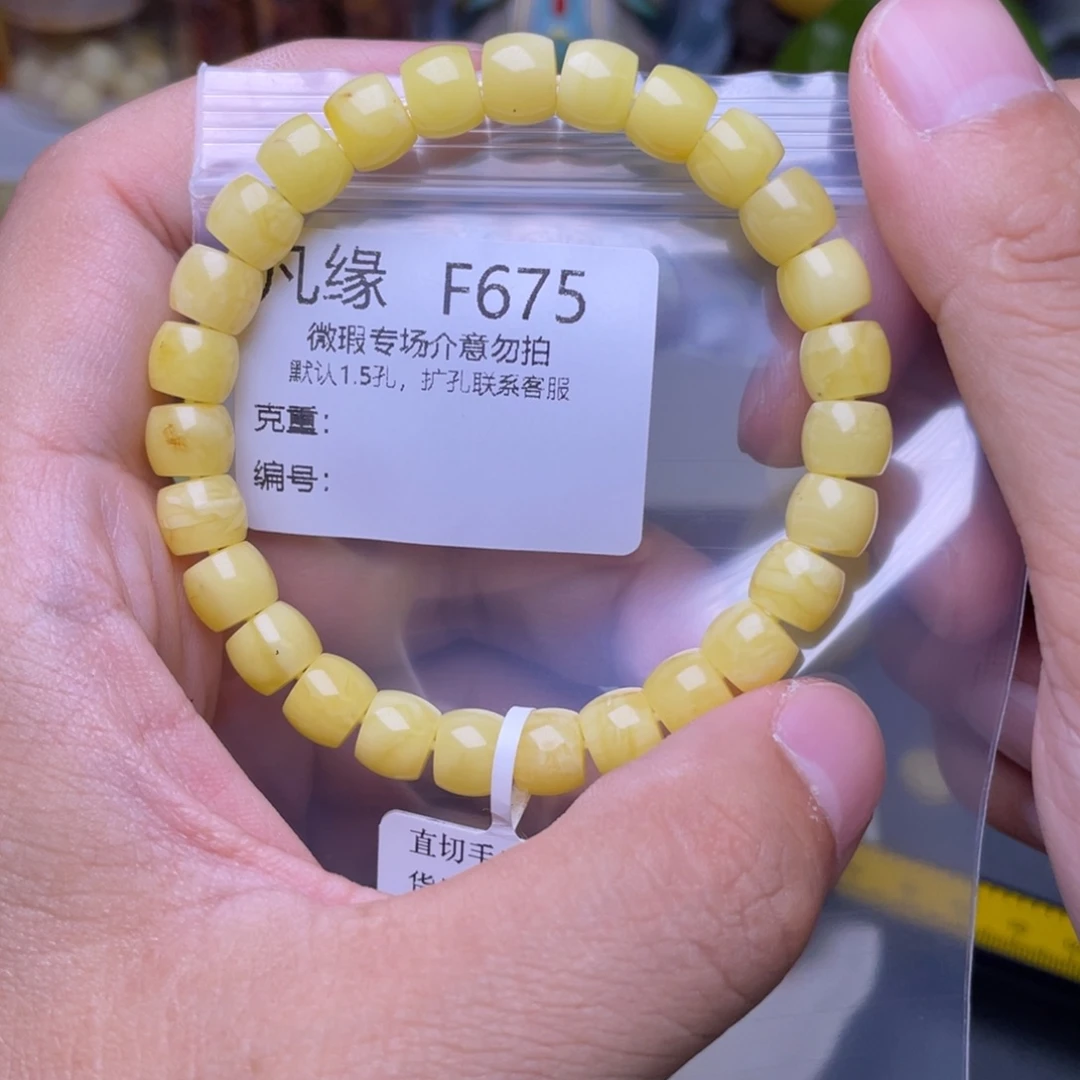 凡缘 F675
微瑕专场介意勿拍
默认1.5孔，扩孔联系客服
克重：
编号：
直切手